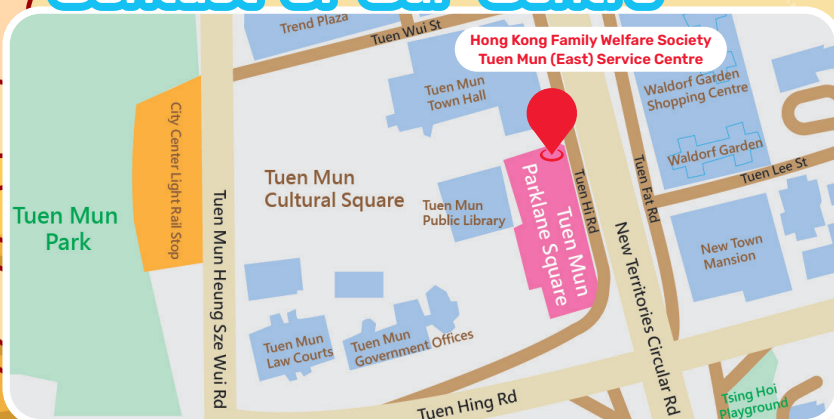 Contact of Our Centre
Trend Plaza
Tuen Wui St
Hong Kong Family Welfare Society
Tuen Mun (East) Service Centre
Tuen Mun
Town Hall
Waldorf Garden
Shopping Centre
Waldorf Garden
Tuen Lee St
City Center Light Rail Stop
Tuen Mun
Cultural Square
Tuen Mun
Public Library
Tuen Mun
Parklane Square
Tuen Hi Rd
Tuen Fat Rd
Tuen Mun
Park
Tuen Mun Heung Sze Wui Rd
New Territories Circular Rd
New Town
Mansion
Tuen Mun
Law Courts
Tuen Mun
Government Offices
Tuen Hing Rd
Tsing Hoi
Playground